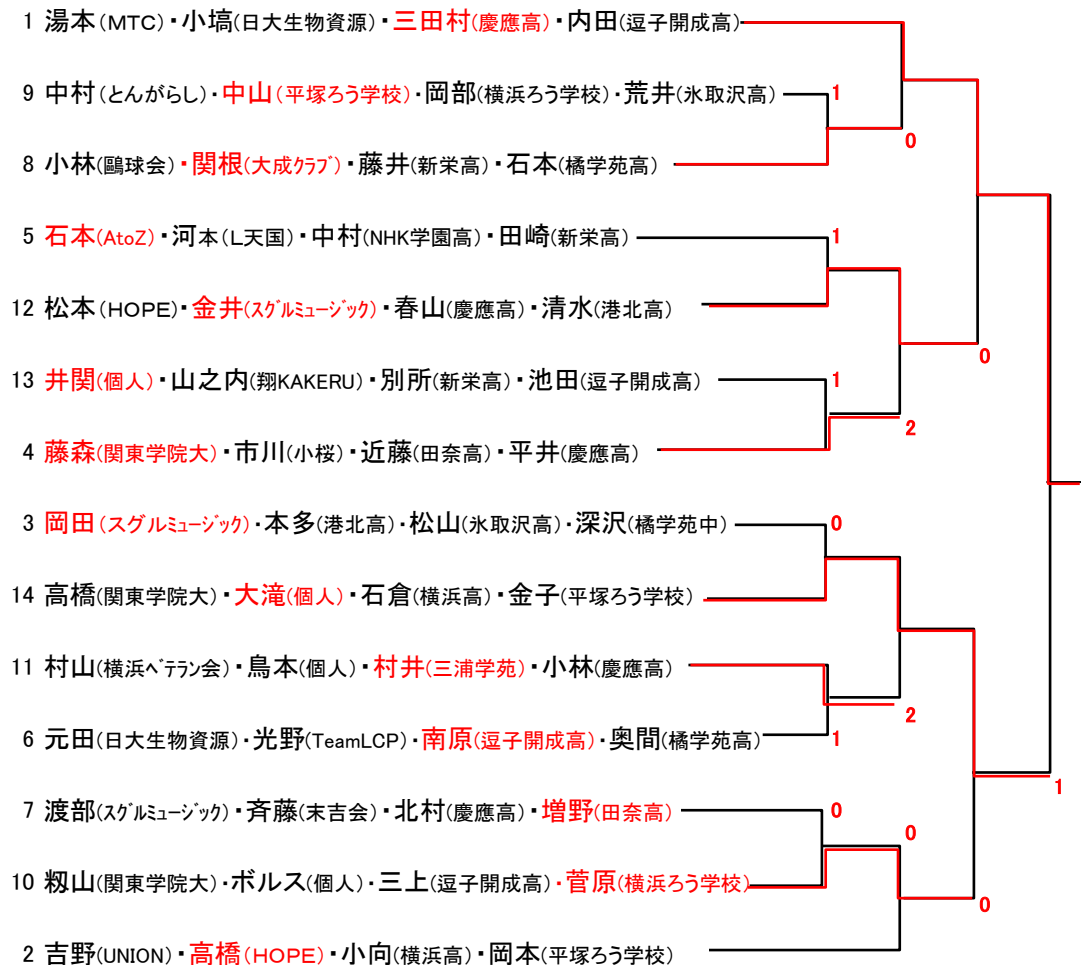 1 湯本(MTC)・小塙(日大生物資源)・三田村(慶應高)・内田(逗子開成高)
9 中村(とんがらし)・中山(平塚ろう学校)・岡部(横浜ろう学校)・荒井(氷取沢高) 1
0
8 小林(鷗球会)・関根(大成クラブ)・藤井(新栄高)・石本(橘学苑高)
5 石本(AtoZ)・河本(L天国)・中村(NHK学園高)・田崎(新栄高) 1
12 松本(HOPE)・金井(スグルミュージック)・春山(慶應高)・清水(港北高)
0
13 井関(個人)・山之内(翔KAKERU)・別所(新栄高)・池田(逗子開成高) 1
2
4 藤森(関東学院大)・市川(小桜)・近藤(田奈高)・平井(慶應高)
3 岡田(スグルミュージック)・本多(港北高)・松山(氷取沢高)・深沢(橘学苑中) 0
14 高橋(関東学院大)・大滝(個人)・石倉(横浜高)・金子(平塚ろう学校)
11 村山(横浜ベテラン会)・鳥本(個人)・村井(三浦学苑)・小林(慶應高)
2
6 元田(日大生物資源)・光野(TeamLCP)・南原(逗子開成高)・奥間(橘学苑高) 1
1
7 渡部(スグルミュージック)・斉藤(末吉会)・北村(慶應高)・増野(田奈高) 0
0
10 籾山(関東学院大)・ボルス(個人)・三上(逗子開成高)・菅原(横浜ろう学校)
0
2 吉野(UNION)・高橋(HOPE)・小向(横浜高)・岡本(平塚ろう学校)